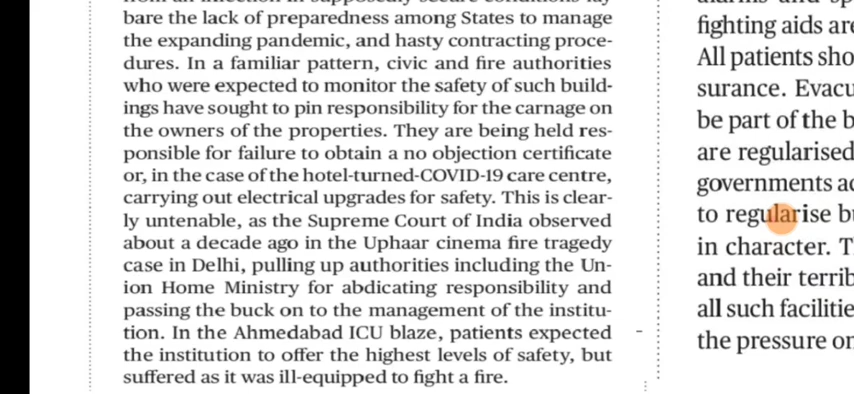 bare the lack of preparedness among States to manage
the expanding pandemic, and hasty contracting proce-
dures. In a familiar pattern, civic and fire authorities
who were expected to monitor the safety of such build-
ings have sought to pin responsibility for the carnage on
the owners of the properties. They are being held res-
ponsible for failure to obtain a no objection certificate
or, in the case of the hotel-turned-COVID-19 care centre,
carrying out electrical upgrades for safety. This is clear-
ly untenable, as the Supreme Court of India observed
about a decade ago in the Uphaar cinema fire tragedy
case in Delhi, pulling up authorities including the Un-
ion Home Ministry for abdicating responsibility and
passing the buck on to the management of the institu-
tion. In the Ahmedabad ICU blaze, patients expected
the institution to offer the highest levels of safety, but
suffered as it was ill-equipped to fight a fire.
fighting aids are
All patients sho
surance. Evacu
be part of the b
are regularised
governments ac
to regularise bu
in character. T
and their terrib
all such facilitie
the pressure on